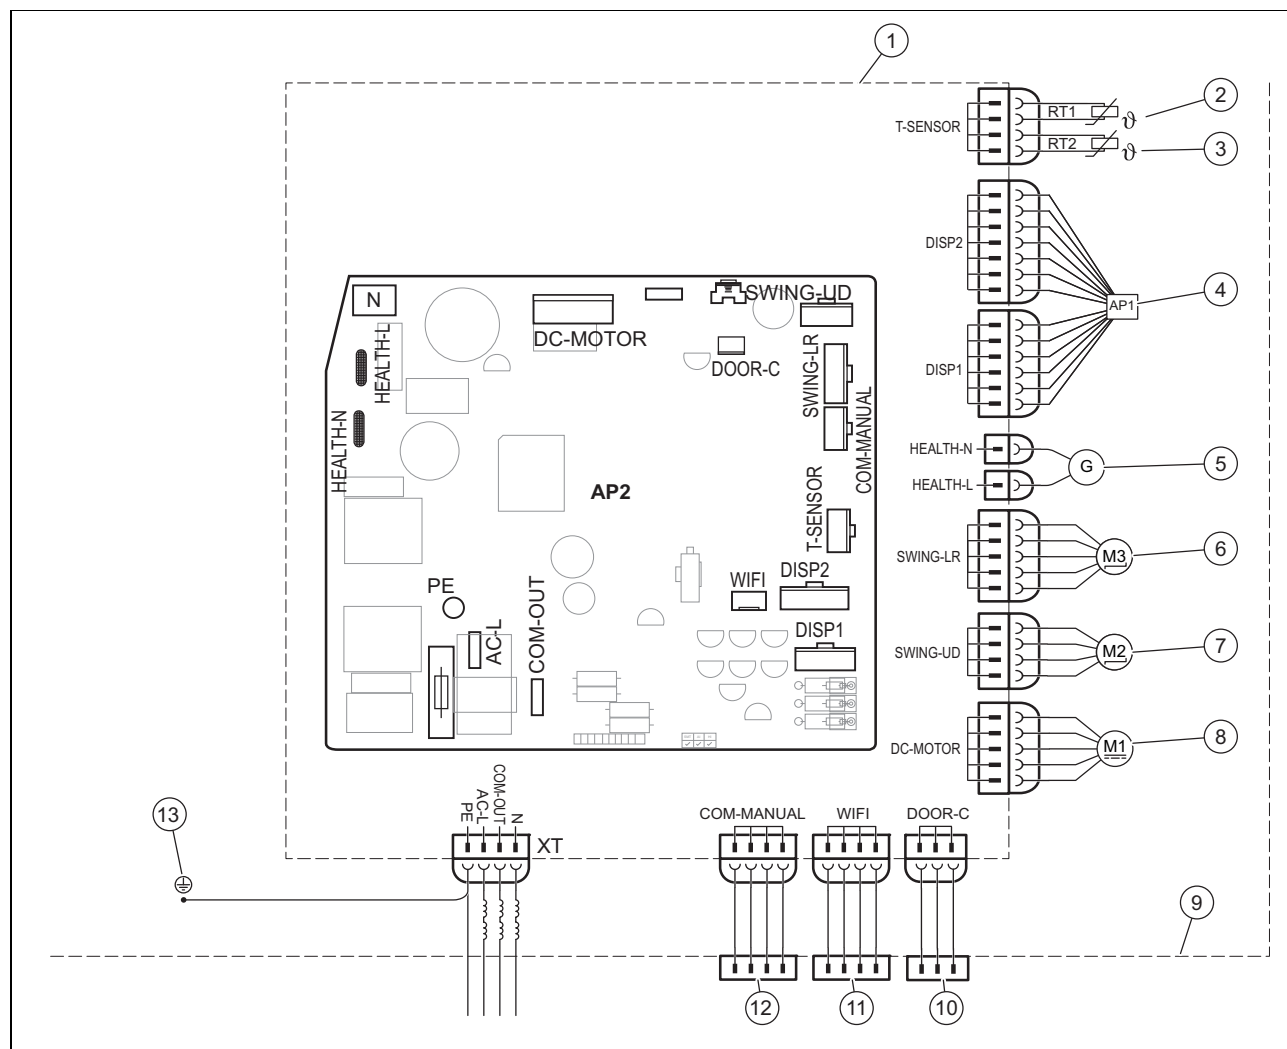 1
2
RT1
ϑ
T-SENSOR
RT2
ϑ
3
DISP2
N
SWING-UD
AP1
4
DC-MOTOR
HEALTH-L
DOOR-C
SWING-LR
DISP1
COM-MANUAL
HEALTH-N
HEALTH-N
G
5
HEALTH-L
AP2
T-SENSOR
SWING-LR
M3
6
PE
WIFI
DISP2
AC-L
COM-OUT
DISP1
SWING-UD
M2
7
DC-MOTOR
M1
8
PE
AC-L
COM-OUT
N
XT
COM-MANUAL
WIFI
DOOR-C
13
9
12
11
10